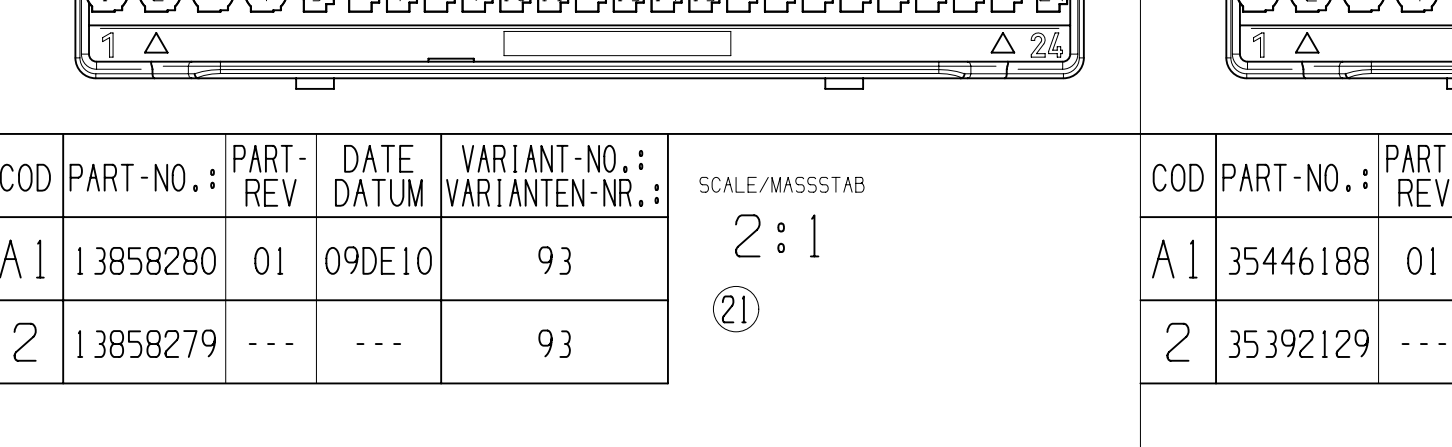 1 24 1
COD PART-NO.: PART-REV DATE DATUM VARIANT-NO.: VARIANTEN-NR.:
A1 13858280 01 09DE10 93
2 13858279 --- --- 93
SCALE/MASSSTAB
2:1
21
COD PART-NO.: PART REV
A1 35446188 01
2 35392129 ---